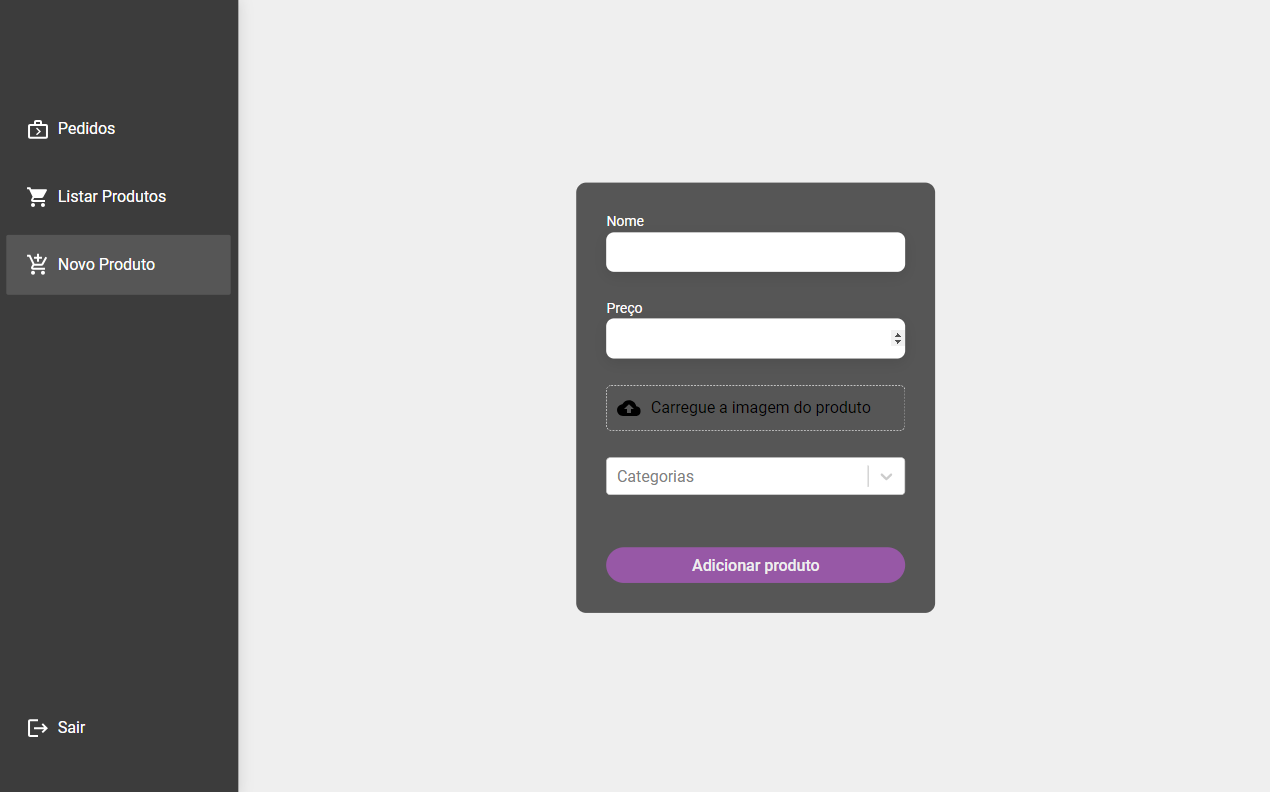 Pedidos
Listar Produtos
Novo Produto
Sair
Nome
Preço
Carregue a imagem do produto
Categorias
Adicionar produto